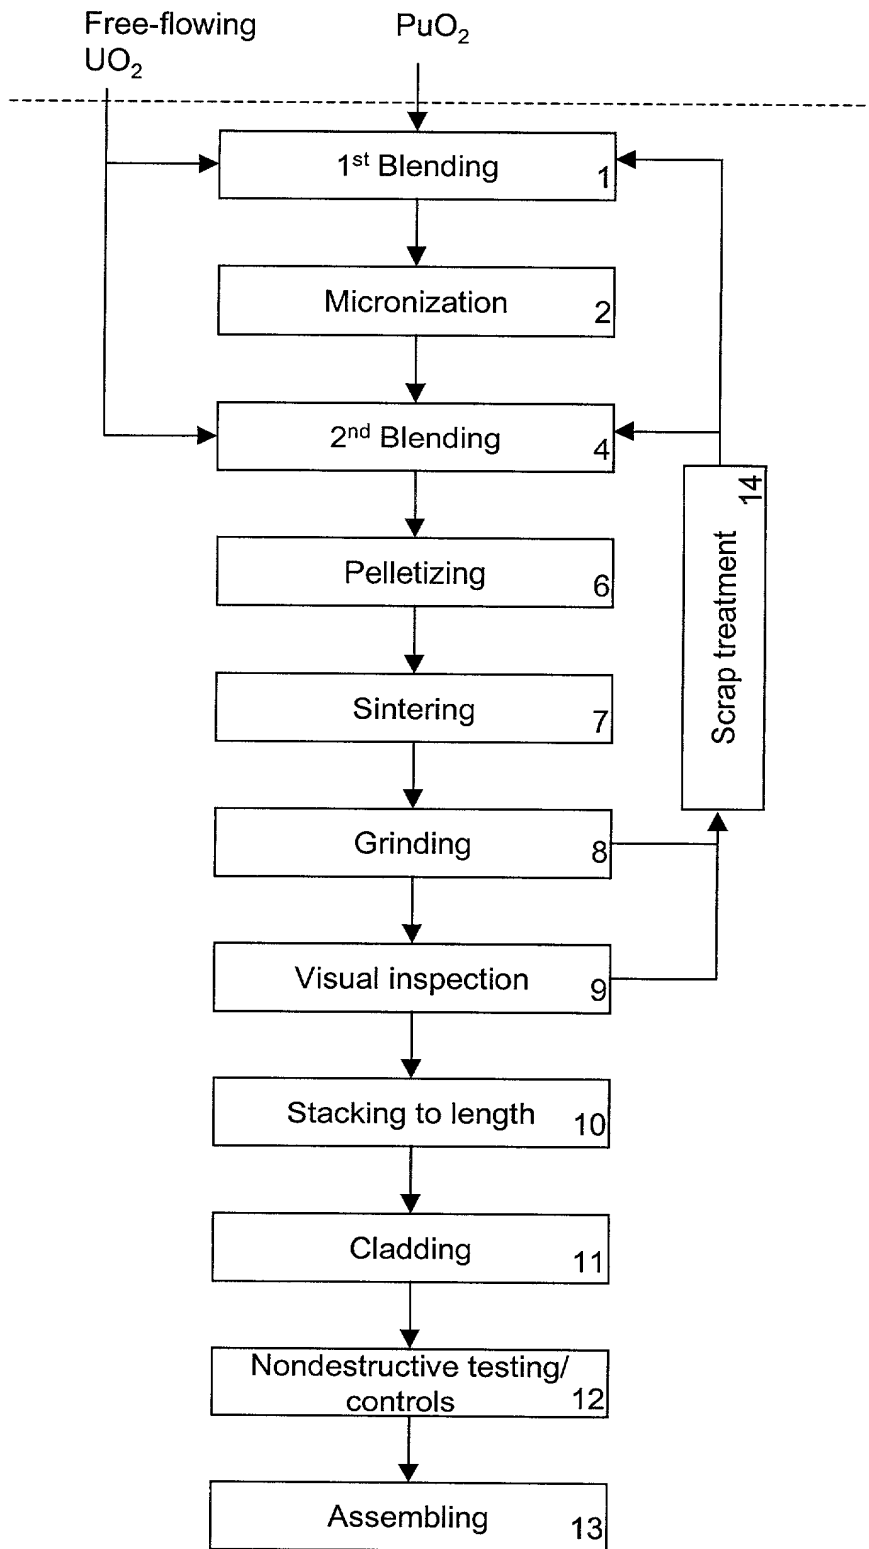 Free-flowing
UO₂
PuO₂
1st Blending
1
Micronization
2
2nd Blending
4
Pelletizing
6
Sintering
7
Grinding
8
Visual inspection
9
Stacking to length
10
Cladding
11
Nondestructive testing/
controls
12
Assembling
13
Scrap treatment
14